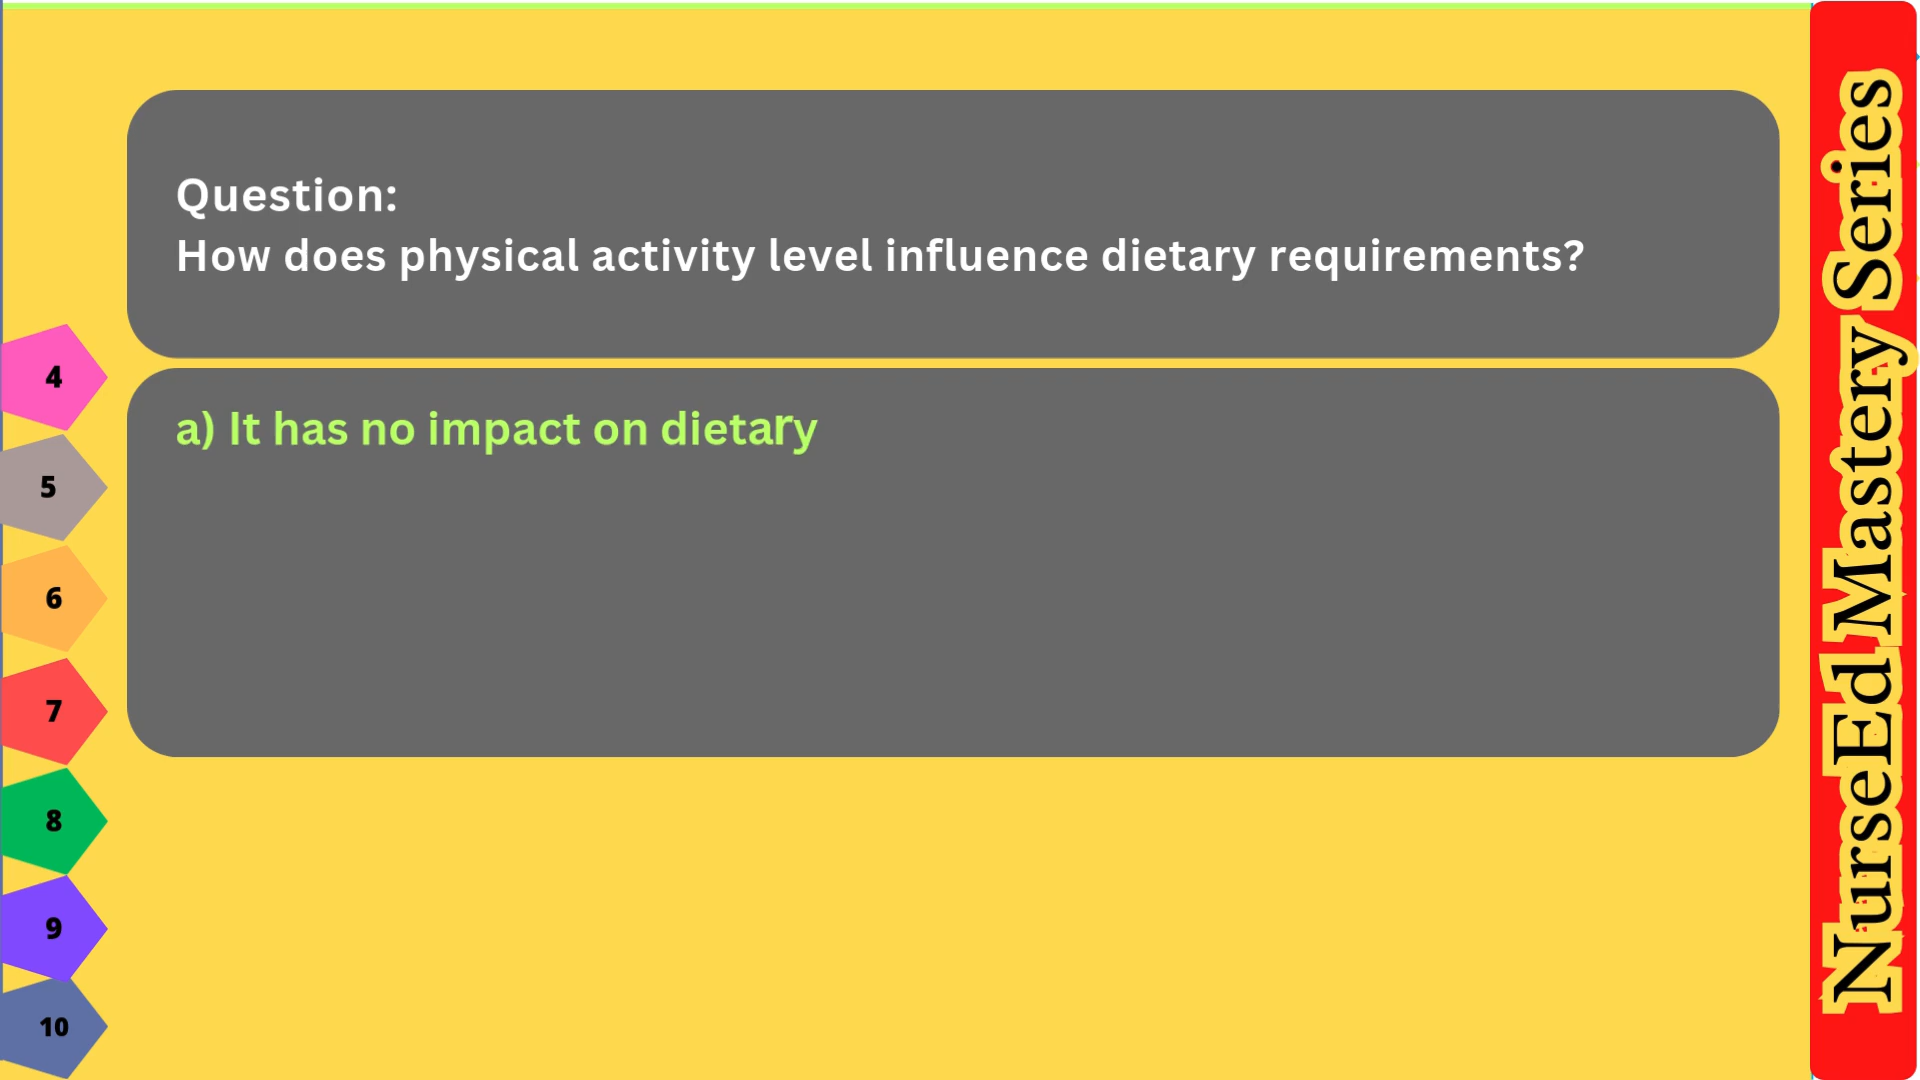 Question:
How does physical activity level influence dietary requirements?
a) It has no impact on dietary
4
5
6
7
8
9
10
NurseEd Mastery Series